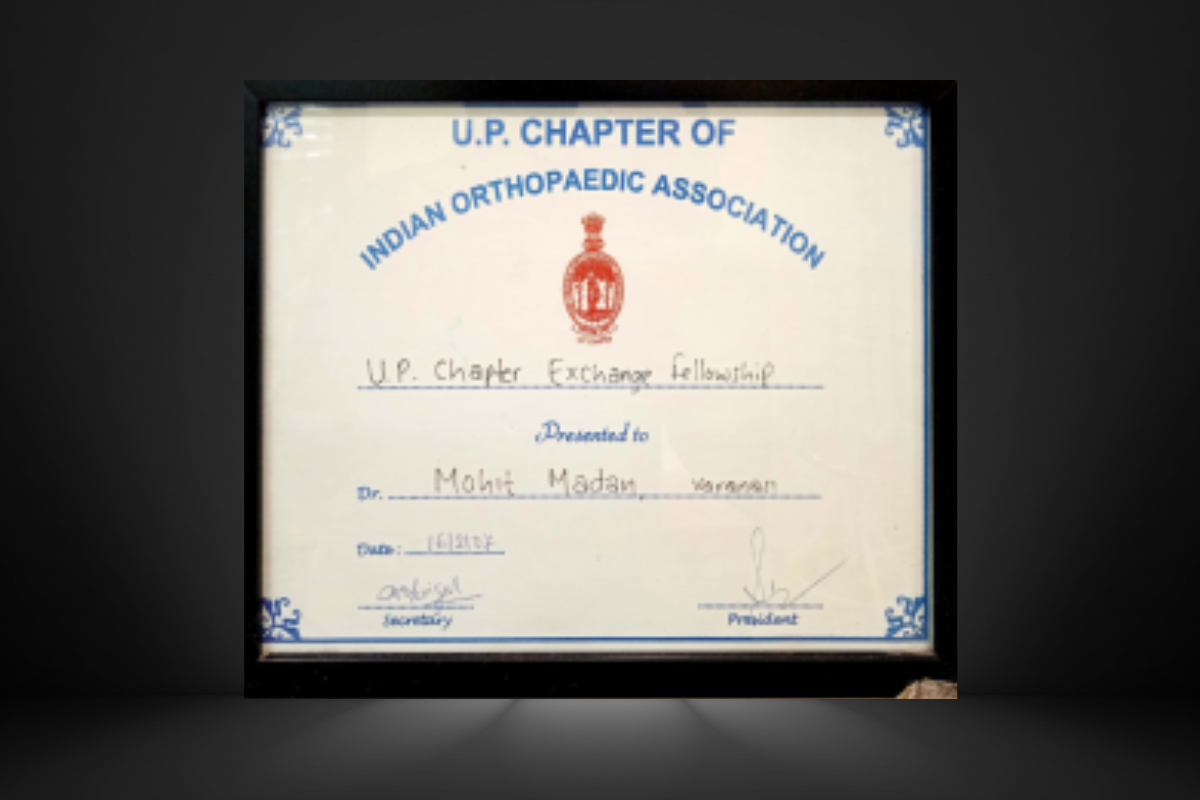 U.P. CHAPTER OF
INDIAN ORTHOPAEDIC ASSOCIATION
U.P. Chapter Exchange fellowship
Presented to
Dr. Mohit Madan, Varanasi
Date:
Secretary
President